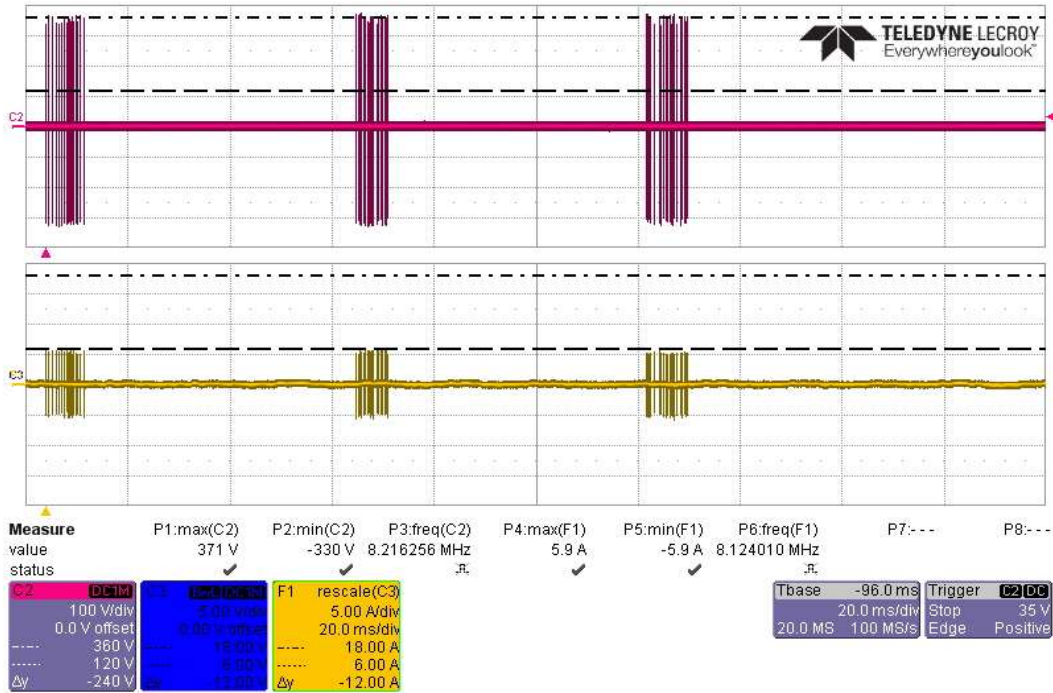 TELEDYNE LECROY
Everywhereyoulook™
C2
C3
Measure P1:max(C2) P2:min(C2) P3:freq(C2) P4:max(F1) P5:min(F1) P6:freq(F1) P7:--- P8:---
value 371 V -330 V 8.216256 MHz 5.9 A -5.9 A 8.124010 MHz
status
C2 DC1M
100 V/div
0.0 V offset
360 V
120 V
Δy -240 V
C3
5.00 V/div
0.00 V offset
18.00 V
6.00 V
Δy -12.00 V
F1 rescale(C3)
5.00 A/div
20.0 ms/div
18.00 A
6.00 A
Δy -12.00 A
Tbase -96.0 ms
20.0 ms/div
20.0 MS 100 MS/s
Trigger C2 DC
Stop 35 V
Edge Positive